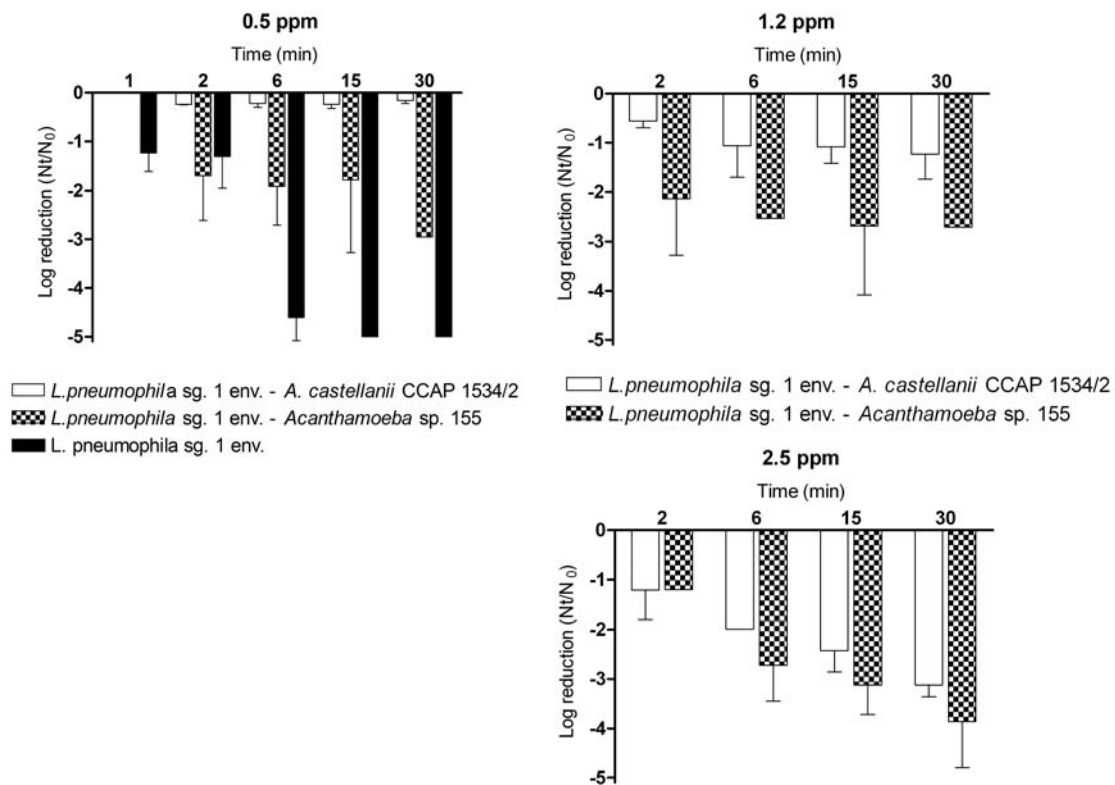 0.5 ppm
Time (min)
1 2 6 15 30
0
-1
-2
-3
-4
-5
Log reduction (Nt/N0)
L.pneumophila sg. 1 env. - A. castellanii CCAP 1534/2
L.pneumophila sg. 1 env. - Acanthamoeba sp. 155
L. pneumophila sg. 1 env.
1.2 ppm
Time (min)
2 6 15 30
0
-1
-2
-3
-4
-5
Log reduction (Nt/N0)
L.pneumophila sg. 1 env. - A. castellanii CCAP 1534/2
L.pneumophila sg. 1 env. - Acanthamoeba sp. 155
2.5 ppm
Time (min)
2 6 15 30
0
-1
-2
-3
-4
-5
Log reduction (Nt/N0)